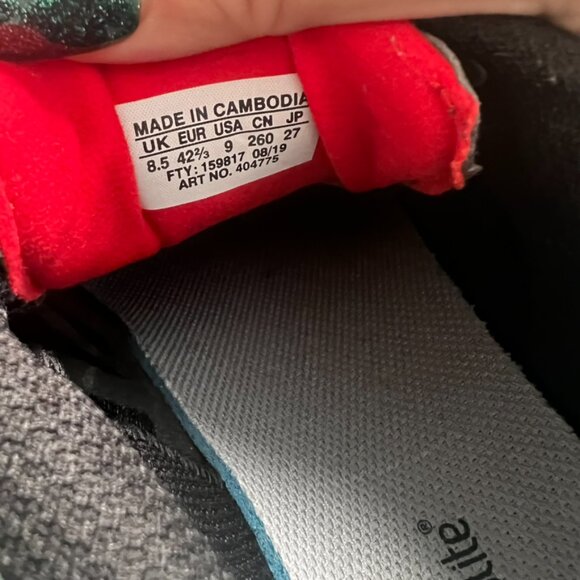 MADE IN CAMBODIA
UK EUR USA CN JP
8.5 42⅔ 9 260 27
FTY: 159817 08/19
ART NO. 404775
lite®